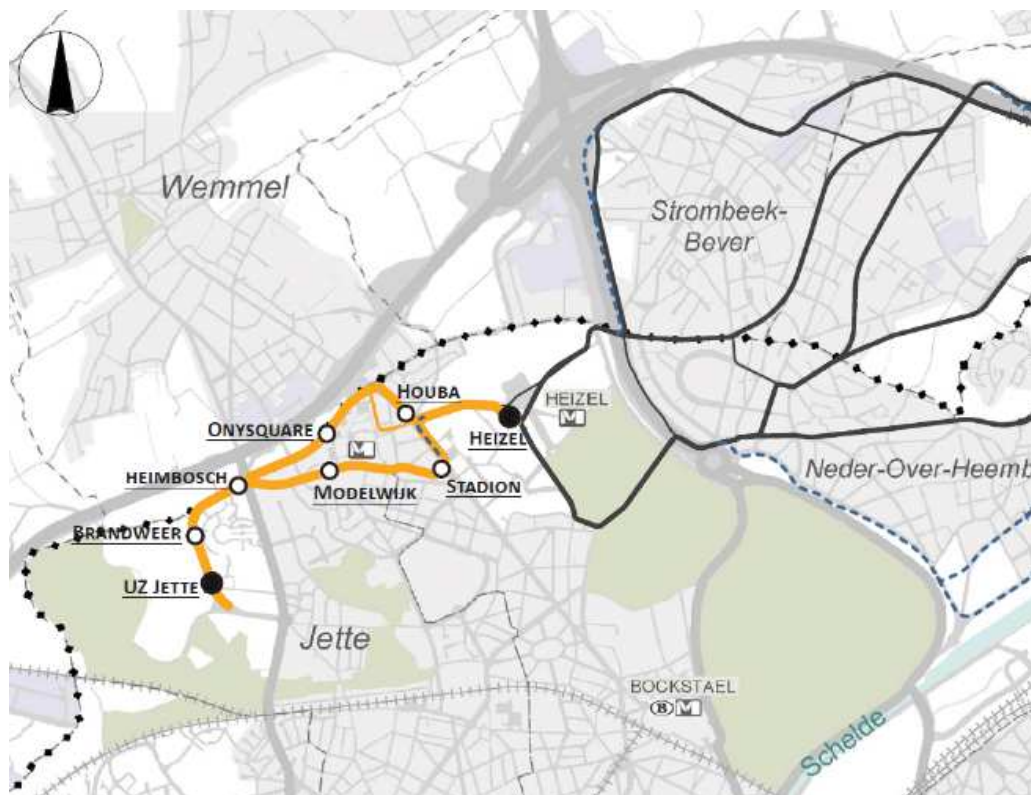 Wemmel
Strombeek-
Bever
HOUBA
HEIZEL
M
ONYSQUARE
HEIZEL
M
HEIMBOSCH
MODELWIJK
STADION
Neder-Over-Heemb
BRANDWEER
UZ JETTE
Jette
BOCKSTAEL
B M
Schelde